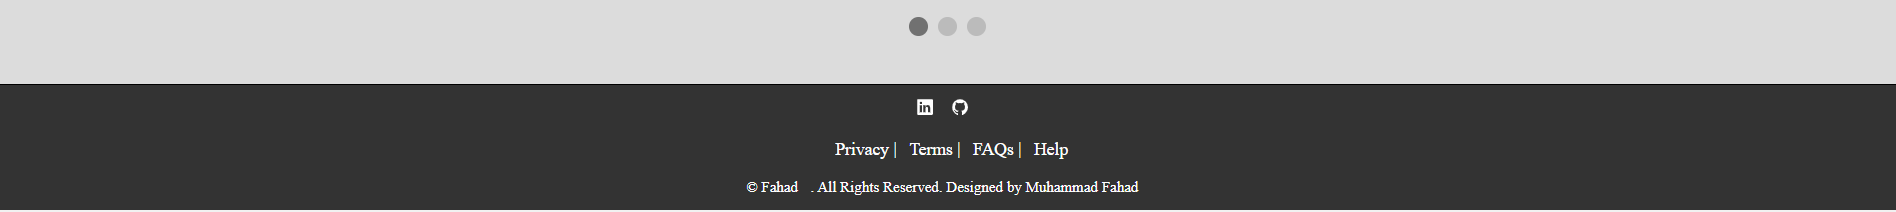 Privacy | Terms | FAQs | Help
© Fahad . All Rights Reserved. Designed by Muhammad Fahad